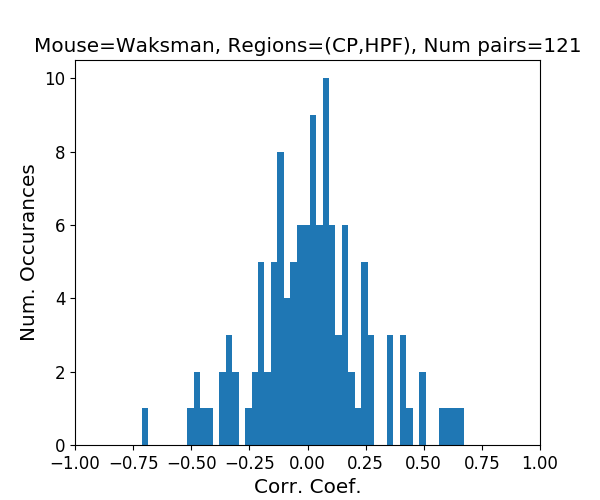 Mouse=Waksman, Regions=(CP,HPF), Num pairs=121
10
8
6
4
2
0
Num. Occurances
−1.00 −0.75 −0.50 −0.25 0.00 0.25 0.50 0.75 1.00
Corr. Coef.